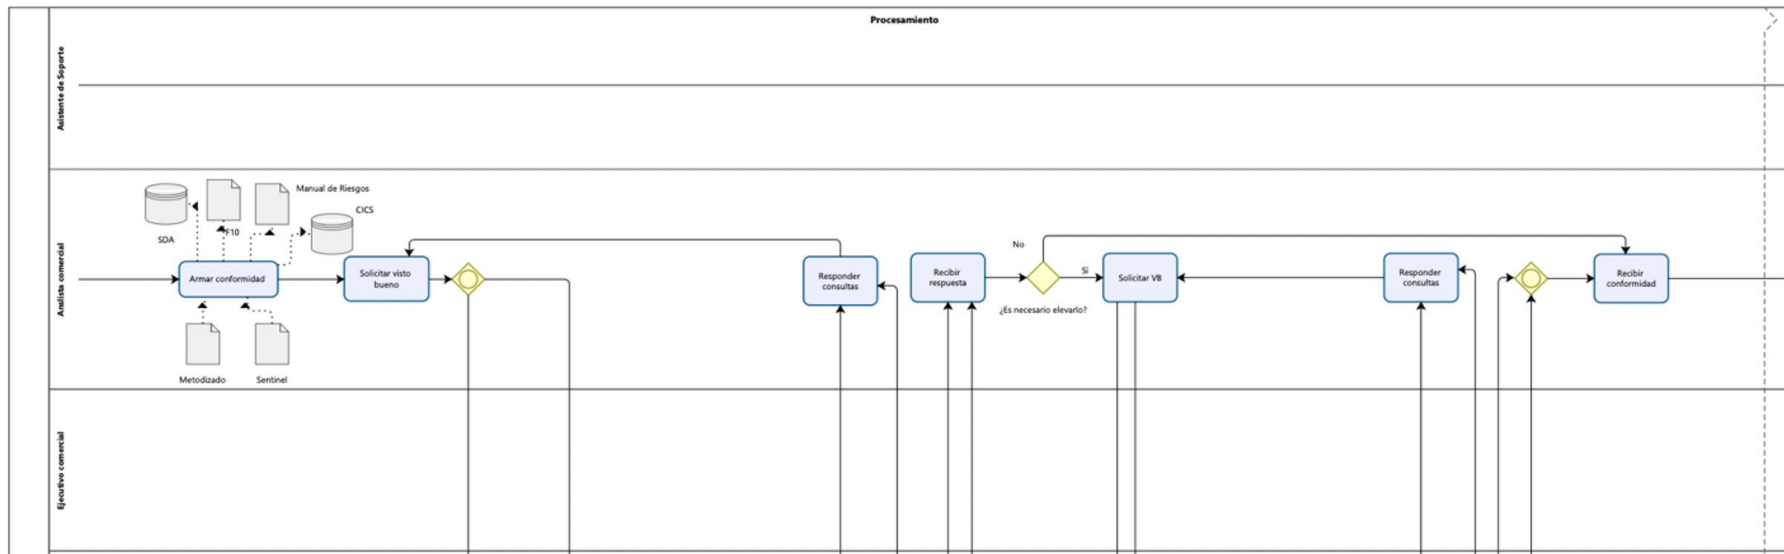 Procesamiento
Asistente de Soporte
Anslista comercial
Ejecutivo comercial
SDA
F10
Manual de Riesgos
CICS
Armar conformidad
Metodizado
Sentinel
Solicitar visto
bueno
Responder
consultas
Recibir
respuesta
No
Sí
¿Es necesario elevarlo?
Solicitar VB
Responder
consultas
Recibir
conformidad